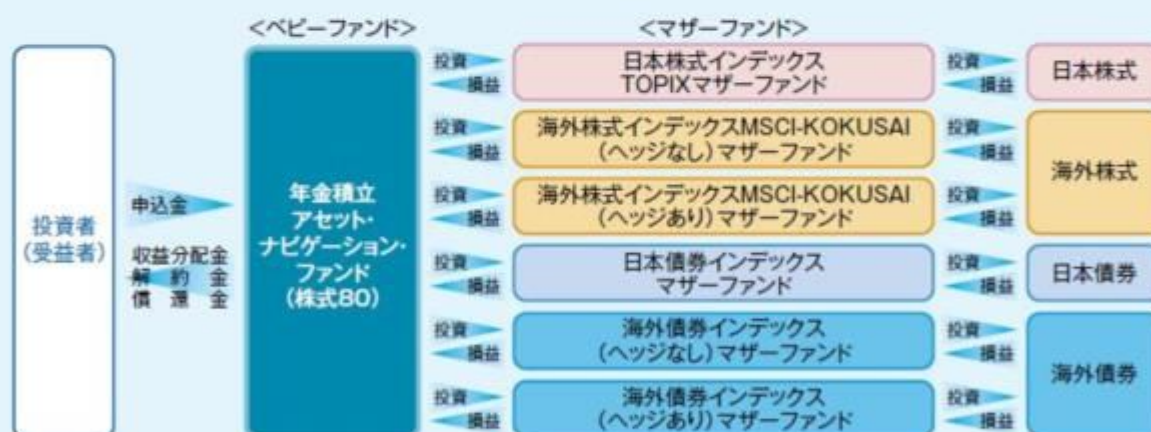 <ベビーファンド>
<マザーファンド>
投資者
(受益者)
申込金
収益分配金
解約金
償還金
年金積立
アセット・
ナビゲーション・
ファンド
(株式80)
投資
損益
日本株式インデックス
TOPIXマザーファンド
投資
損益
日本株式
投資
損益
海外株式インデックスMSCI-KOKUSAI
(ヘッジなし)マザーファンド
投資
損益
海外株式
投資
損益
海外株式インデックスMSCI-KOKUSAI
(ヘッジあり)マザーファンド
投資
損益
投資
損益
日本債券インデックス
マザーファンド
投資
損益
日本債券
投資
損益
海外債券インデックス
(ヘッジなし)マザーファンド
投資
損益
海外債券
投資
損益
海外債券インデックス
(ヘッジあり)マザーファンド
投資
損益